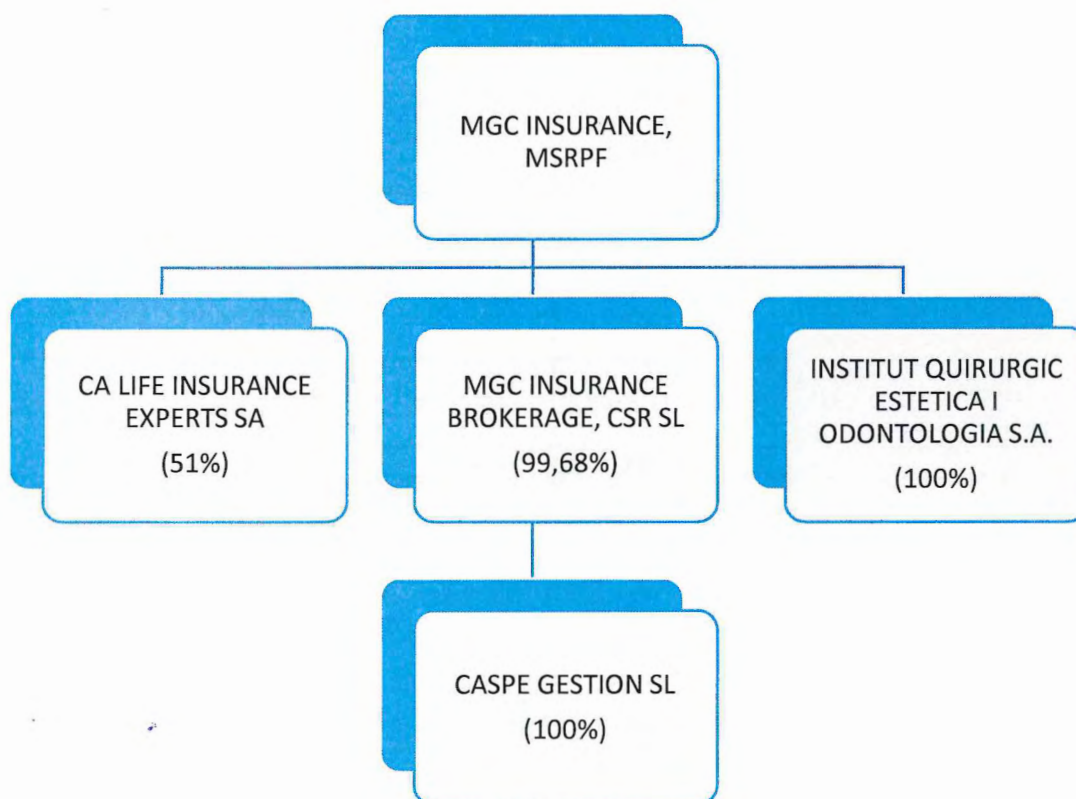 MGC INSURANCE,
MSRPF
CA LIFE INSURANCE
EXPERTS SA
(51%)
MGC INSURANCE
BROKERAGE, CSR SL
(99,68%)
INSTITUT QUIRURGIC
ESTETICA I
ODONTOLOGIA S.A.
(100%)
CASPE GESTION SL
(100%)